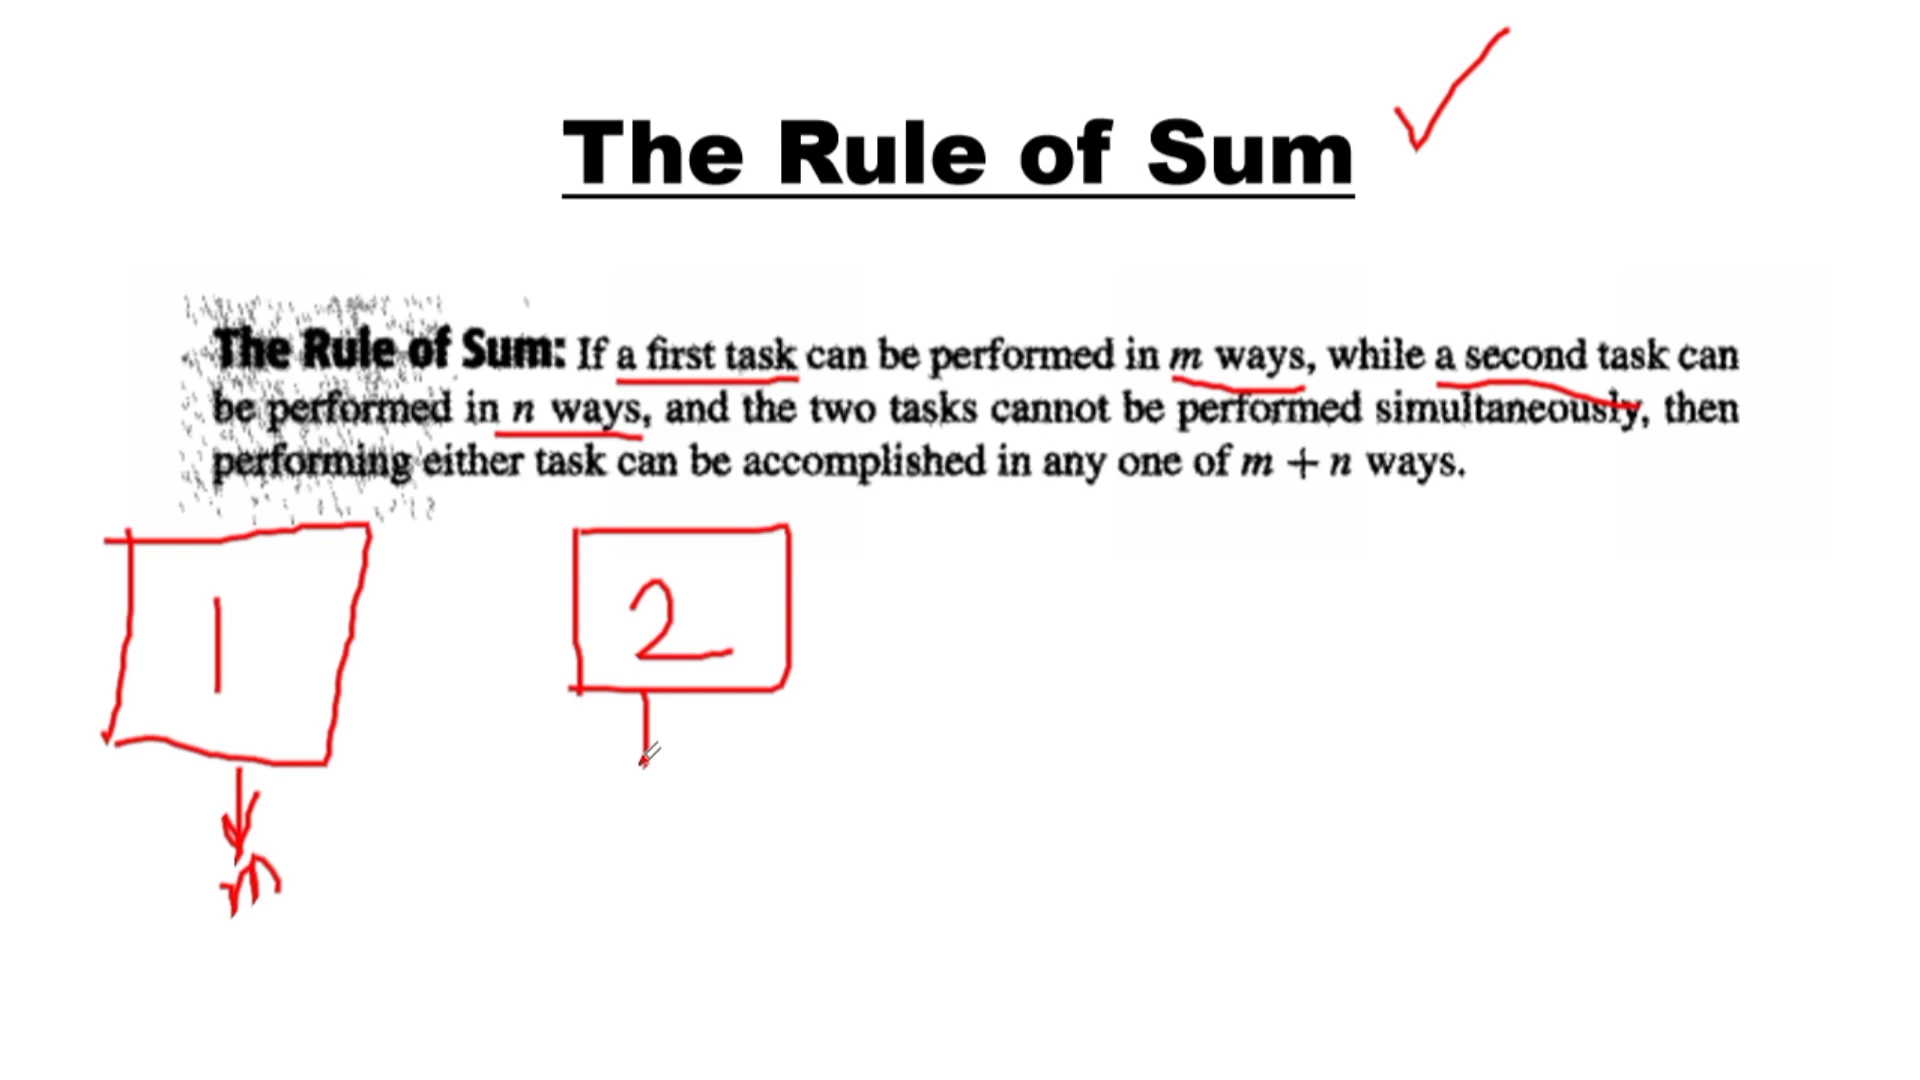 The Rule of Sum
The Rule of Sum: If a first task can be performed in m ways, while a second task can
be performed in n ways, and the two tasks cannot be performed simultaneously, then
performing either task can be accomplished in any one of m + n ways.
1
2
m